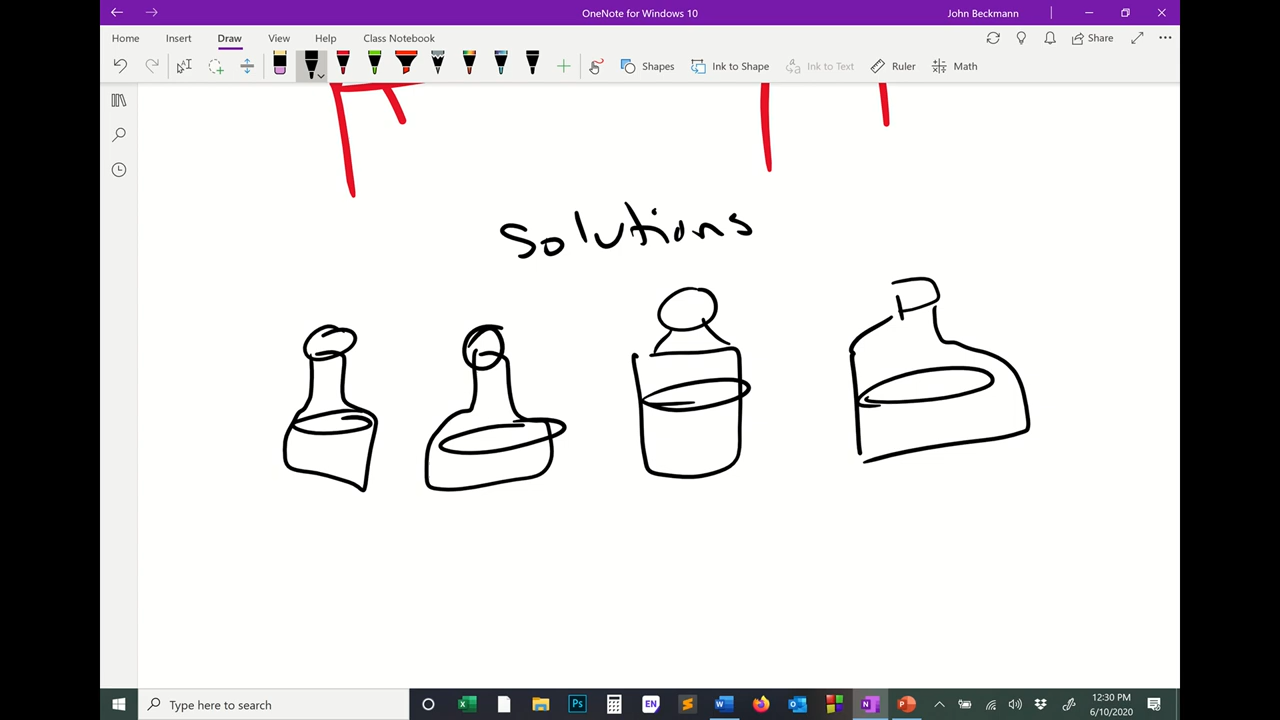 OneNote for Windows 10
John Beckmann
Home Insert Draw View Help Class Notebook
Share
Shapes Ink to Shape Ink to Text Ruler Math
Solutions
Type here to search
EN
12:30 PM
6/10/2020